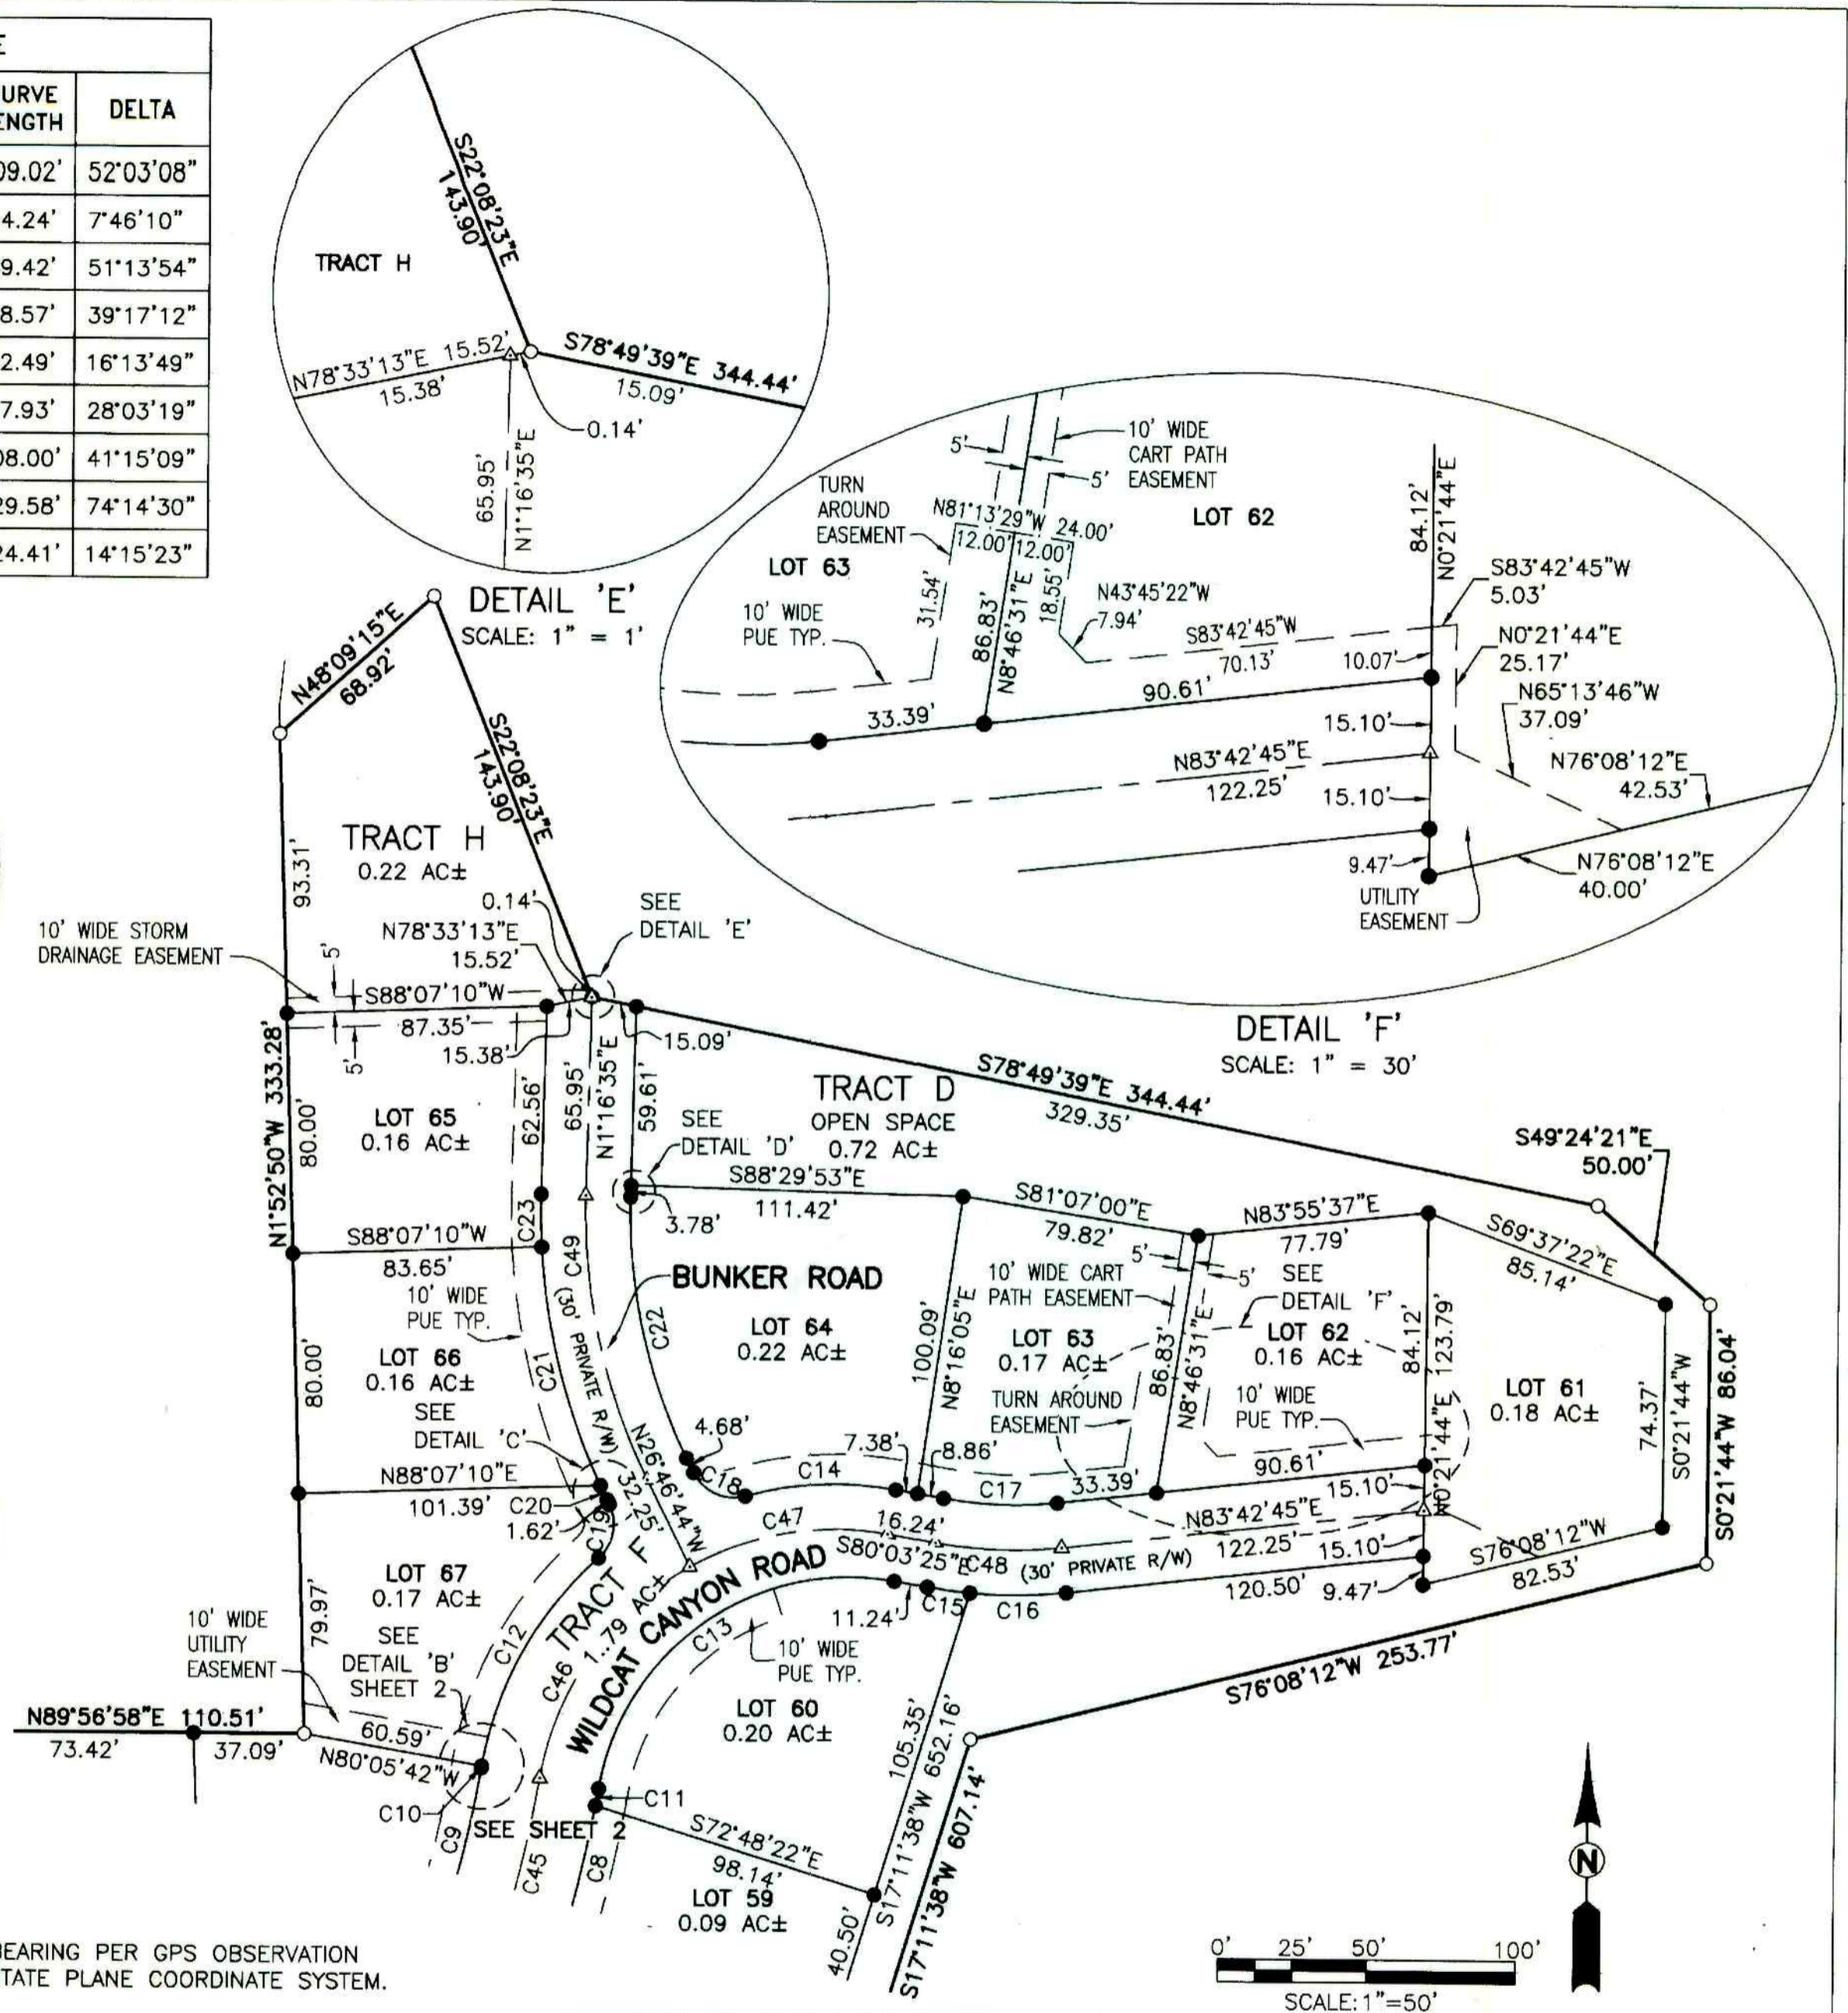 E
URVE
ENGTH DELTA
09.02' 52°03'08"
4.24' 7°46'10"
9.42' 51°13'54"
8.57' 39°17'12"
2.49' 16°13'49"
7.93' 28°03'19"
08.00' 41°15'09"
29.58' 74°14'30"
24.41' 14°15'23"
S22°08'23"E
143.90'
TRACT H
N78°33'13"E 15.52'
15.38'
S78°49'39"E 344.44'
15.09'
0.14'
65.95'
N1°16'35"E
DETAIL 'E'
SCALE: 1" = 1'
5'
10' WIDE
CART PATH
EASEMENT
5'
TURN
AROUND
EASEMENT
N81°13'29"W 24.00'
12.00' 12.00'
LOT 62
84.12'
N0°21'44"E
LOT 63
31.54'
86.83'
N8°46'31"E
18.55'
N43°45'22"W
7.94'
10' WIDE
PUE TYP.
S83°42'45"W
70.13'
10.07'
S83°42'45"W
5.03'
N0°21'44"E
25.17'
N65°13'46"W
37.09'
33.39'
90.61'
15.10'
N83°42'45"E
122.25'
15.10'
N76°08'12"E
42.53'
9.47'
N76°08'12"E
40.00'
UTILITY
EASEMENT
DETAIL 'F'
SCALE: 1" = 30'
N48°09'15"E
68.92'
S22°08'23"E
143.90'
93.31'
TRACT H
0.22 AC±
0.14'
SEE
DETAIL 'E'
10' WIDE STORM
DRAINAGE EASEMENT
5'
N78°33'13"E
15.52'
S88°07'10"W
87.35'
5'
15.38'
15.09'
N1°52'50"W 333.28'
80.00'
LOT 65
0.16 AC±
62.56'
65.95'
N1°16'35"E
59.61'
TRACT D
OPEN SPACE
0.72 AC±
SEE
DETAIL 'D'
S78°49'39"E 344.44'
329.35'
S49°24'21"E
50.00'
S88°29'53"E
111.42'
3.78'
S81°07'00"E
79.82'
N83°55'37"E
77.79'
S69°37'22"E
85.14'
S88°07'10"W
83.65'
C23
C49
10' WIDE
PUE TYP.
(30' PRIVATE R/W)
BUNKER ROAD
C22
LOT 64
0.22 AC±
100.09'
N8°16'05"E
10' WIDE CART
PATH EASEMENT
5'
5'
SEE
DETAIL 'F'
LOT 63
0.17 AC±
86.83'
N8°46'31"E
LOT 62
0.16 AC±
84.12'
N0°21'44"E 123.79'
LOT 61
0.18 AC±
74.37'
S0°21'44"W
S0°21'44"W 86.04'
80.00'
LOT 66
0.16 AC±
C21
SEE
DETAIL 'C'
TURN AROUND
EASEMENT
10' WIDE
PUE TYP.
N88°07'10"E
101.39'
C20
1.62'
C19
32.25'
N26°46'44"W
4.68'
C18
C14
7.38'
8.86'
C17
33.39'
90.61'
15.10'
C47
16.24'
S80°03'25"E
C48
(30' PRIVATE R/W)
N83°42'45"E
122.25'
15.10'
S76°08'12"W
82.53'
120.50'
9.47'
79.97'
LOT 67
0.17 AC±
TRACT F
1..79 AC±
WILDCAT CANYON ROAD
11.24'
C15
C16
C13
C12
C46
10' WIDE
UTILITY
EASEMENT
SEE
DETAIL 'B'
SHEET 2
10' WIDE
PUE TYP.
LOT 60
0.20 AC±
S76°08'12"W 253.77'
N89°56'58"E 110.51'
73.42'
37.09'
60.59'
N80°05'42"W
C10
C9
SEE SHEET 2
C45
C8
C11
S72°48'22"E
98.14'
105.35'
S17°11'38"W 652.16'
S17°11'38"W 607.14'
40.50'
LOT 59
0.09 AC±
N
BEARING PER GPS OBSERVATION
TATE PLANE COORDINATE SYSTEM.
0' 25' 50' 100'
SCALE: 1"=50'